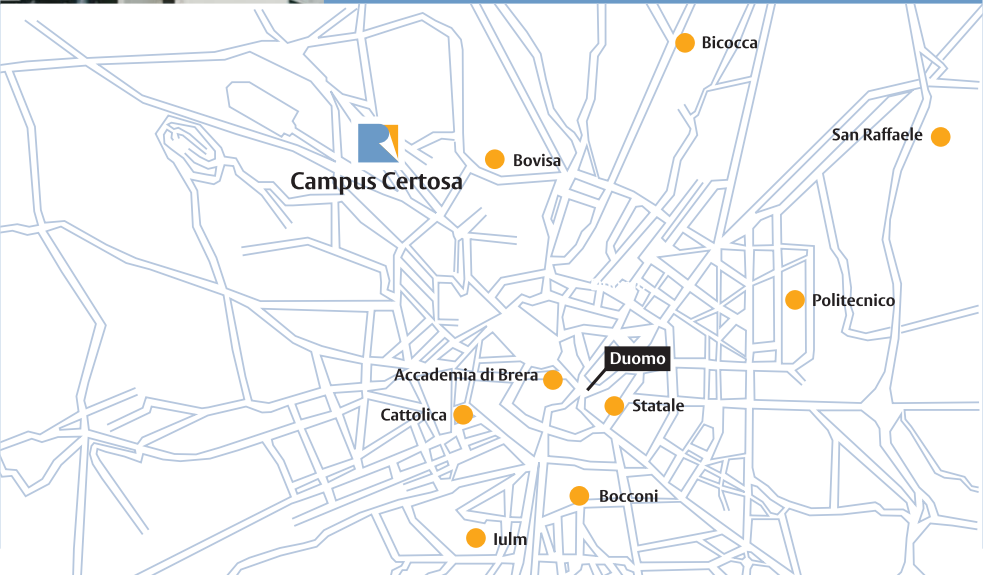 Bicocca
San Raffaele
Bovisa
Campus Certosa
Politecnico
Duomo
Accademia di Brera
Statale
Cattolica
Bocconi
Iulm